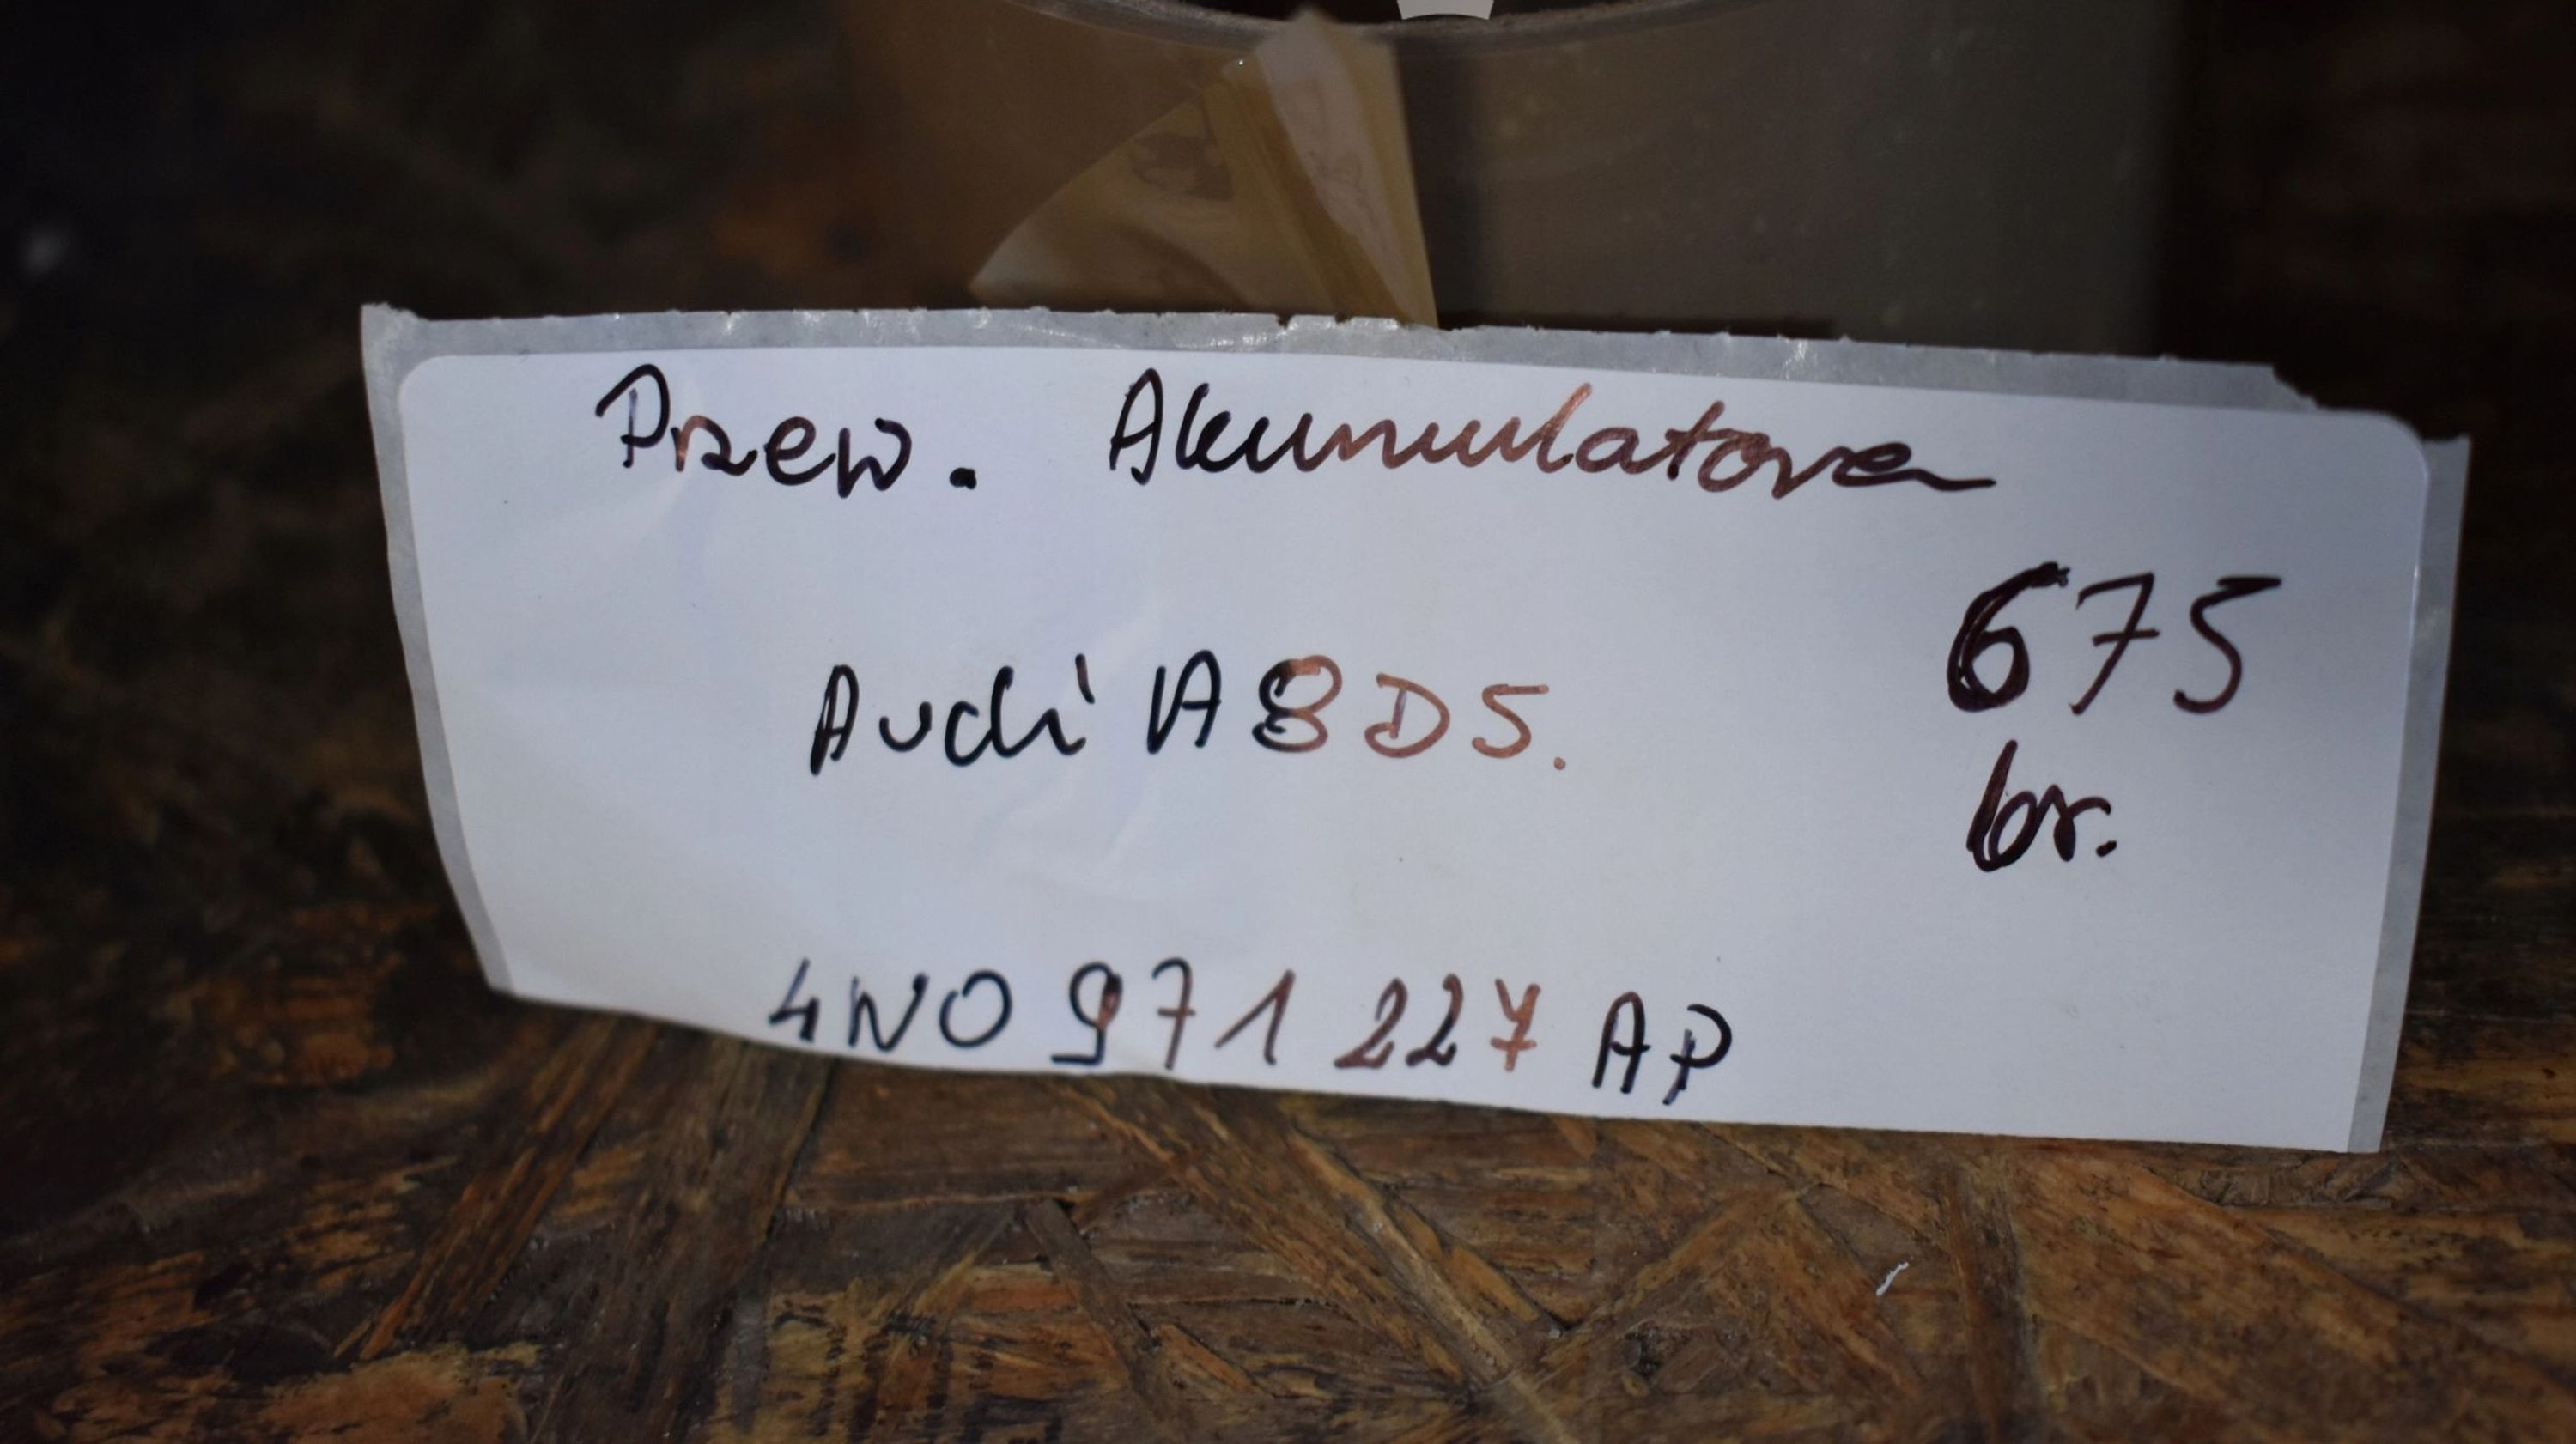 Przew. Akumulatora
675
Audi A8 D5.
br.
4N0 971 227 AP